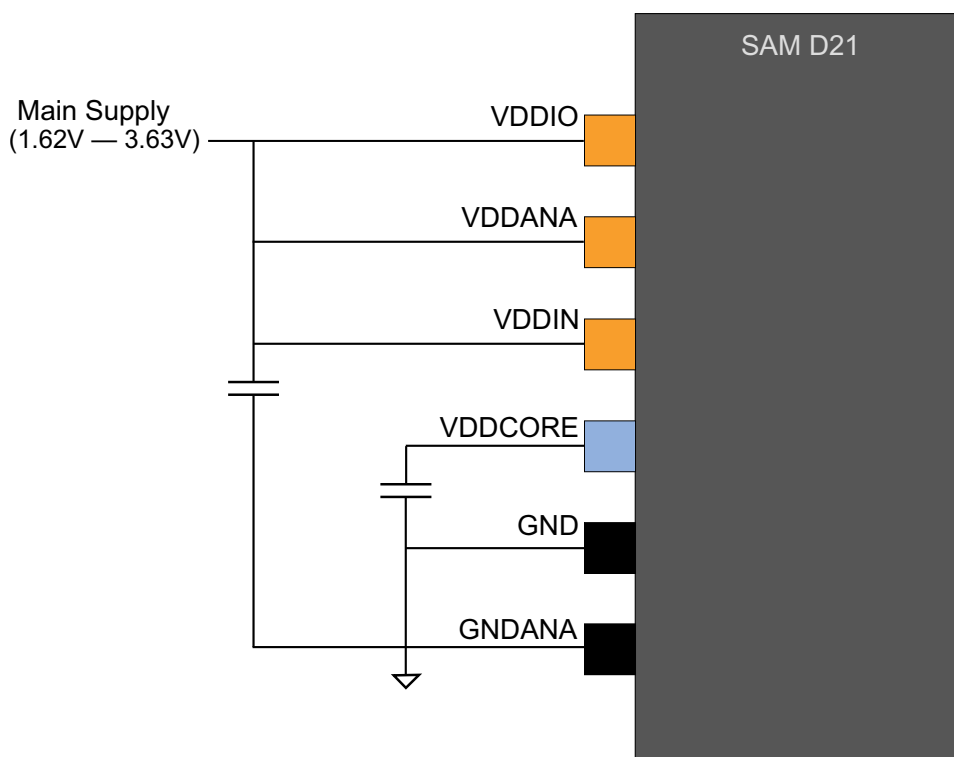 SAM D21
Main Supply
(1.62V — 3.63V)
VDDIO
VDDANA
VDDIN
VDDCORE
GND
GNDANA